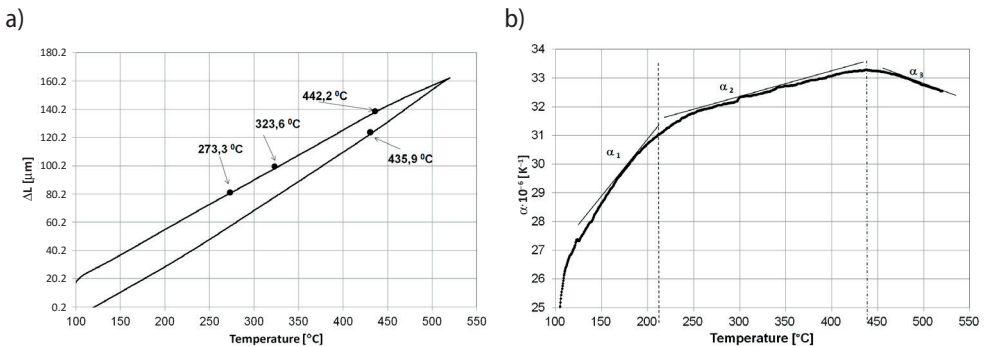 a)
180.2
160.2
140.2
120.2
100.2
80.2
60.2
40.2
20.2
0.2
ΔL [μm]
442,2 ⁰C
323,6 ⁰C
273,3 ⁰C
435,9 ⁰C
100 150 200 250 300 350 400 450 500 550
Temperature [°C]
b)
34
33
32
31
30
29
28
27
26
25
α·10⁻⁶ [K⁻¹]
α₁
α₂
α₃
100 150 200 250 300 350 400 450 500 550
Temperature [°C]